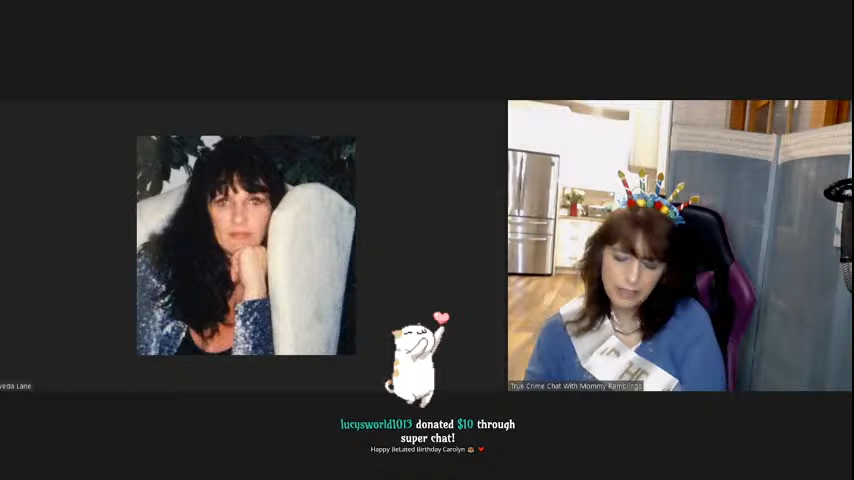 veda Lane
True Crime Chat With Mommy Ramblings
lucysworld1013 donated $10 through
super chat!
Happy BeLated Birthday Carolyn